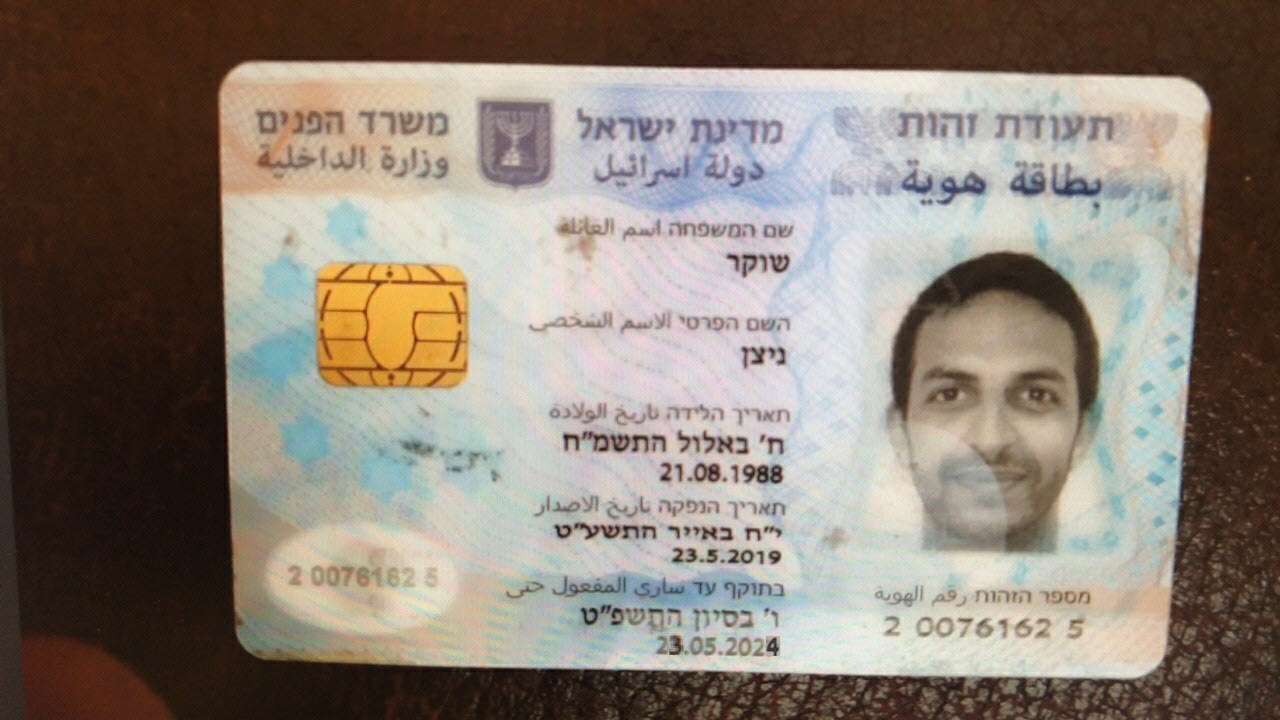 תעודת זהות
بطاقة هوية
מדינת ישראל
دولة اسرائيل
משרד הפנים
وزارة الداخلية
שם המשפחה اسم العائلة
שוקר
השם הפרטי الاسم الشخصي
ניצן
תאריך הלידה تاريخ الولادة
ח' באלול התשמ"ח
21.08.1988
תאריך הנפקה تاريخ الاصدار
י"ח באייר התשע"ט
23.5.2019
בתוקף עד ساري المفعول حتى
ו' בסיון התשפ"ט
23.05.2024
מספר הזהות رقم الهوية
2 0076162 5
2 0076162 5